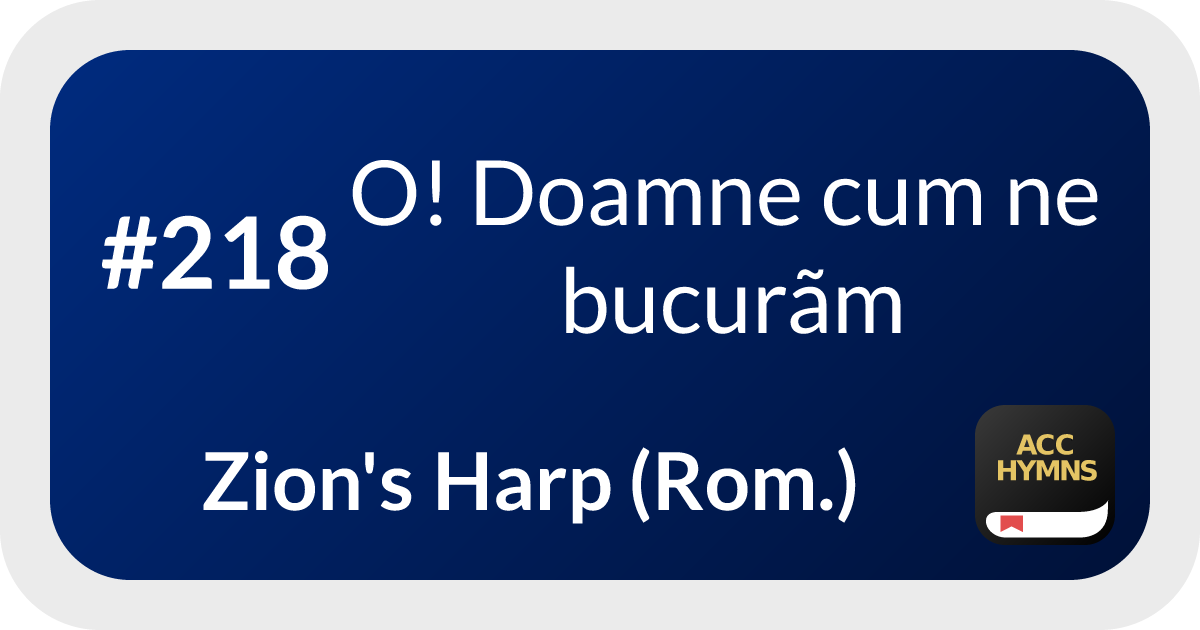 #218
O! Doamne cum ne
bucurãm
Zion's Harp (Rom.)
ACC
HYMNS